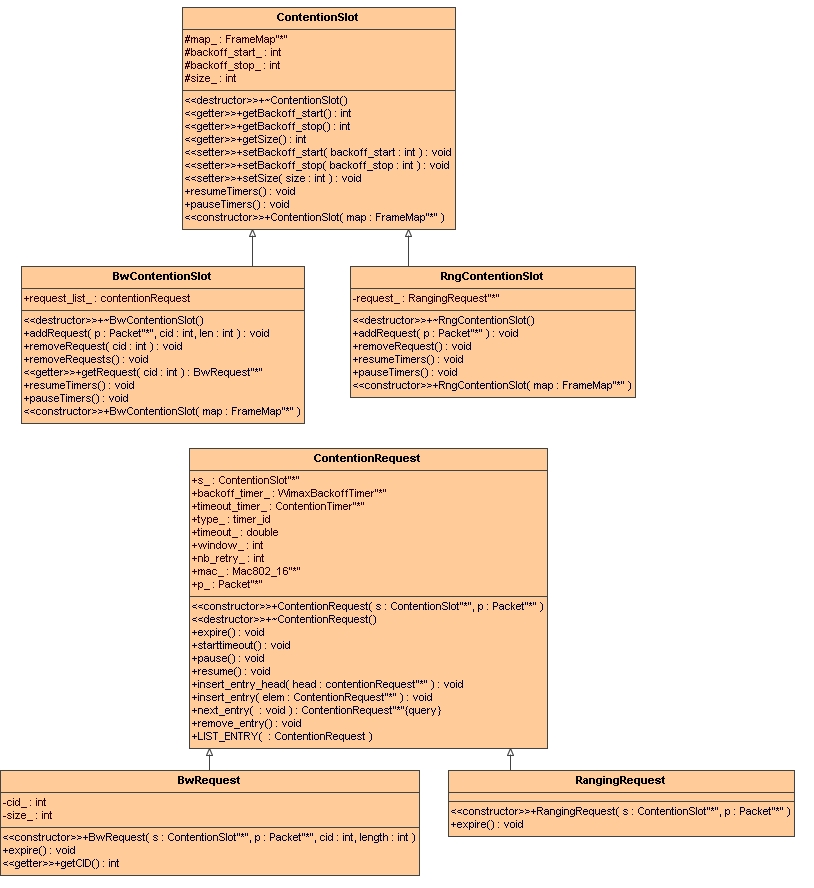 ContentionSlot
#map_ : FrameMap"*"
#backoff_start_ : int
#backoff_stop_ : int
#size_ : int
<<destructor>>+~ContentionSlot()
<<getter>>+getBackoff_start() : int
<<getter>>+getBackoff_stop() : int
<<getter>>+getSize() : int
<<setter>>+setBackoff_start( backoff_start : int ) : void
<<setter>>+setBackoff_stop( backoff_stop : int ) : void
<<setter>>+setSize( size : int ) : void
+resumeTimers() : void
+pauseTimers() : void
<<constructor>>+ContentionSlot( map : FrameMap"*" )
BwContentionSlot
+request_list_ : contentionRequest
<<destructor>>+~BwContentionSlot()
+addRequest( p : Packet"*", cid : int, len : int ) : void
+removeRequest( cid : int ) : void
+removeRequests() : void
<<getter>>+getRequest( cid : int ) : BwRequest"*"
+resumeTimers() : void
+pauseTimers() : void
<<constructor>>+BwContentionSlot( map : FrameMap"*" )
RngContentionSlot
-request_ : RangingRequest"*"
<<destructor>>+~RngContentionSlot()
+addRequest( p : Packet"*" ) : void
+removeRequest() : void
+resumeTimers() : void
+pauseTimers() : void
<<constructor>>+RngContentionSlot( map : FrameMap"*" )
ContentionRequest
+s_ : ContentionSlot"*"
+backoff_timer_ : WimaxBackoffTimer"*"
+timeout_timer_ : ContentionTimer"*"
+type_ : timer_id
+timeout_ : double
+window_ : int
+nb_retry_ : int
+mac_ : Mac802_16"*"
+p_ : Packet"*"
<<constructor>>+ContentionRequest( s : ContentionSlot"*", p : Packet"*" )
<<destructor>>+~ContentionRequest()
+expire() : void
+starttimeout() : void
+pause() : void
+resume() : void
+insert_entry_head( head : contentionRequest"*" ) : void
+insert_entry( elem : ContentionRequest"*" ) : void
+next_entry(  : void ) : ContentionRequest"*"{query}
+remove_entry() : void
+LIST_ENTRY(  : ContentionRequest )
BwRequest
-cid_ : int
-size_ : int
<<constructor>>+BwRequest( s : ContentionSlot"*", p : Packet"*", cid : int, length : int )
+expire() : void
<<getter>>+getCID() : int
RangingRequest
<<constructor>>+RangingRequest( s : ContentionSlot"*", p : Packet"*" )
+expire() : void